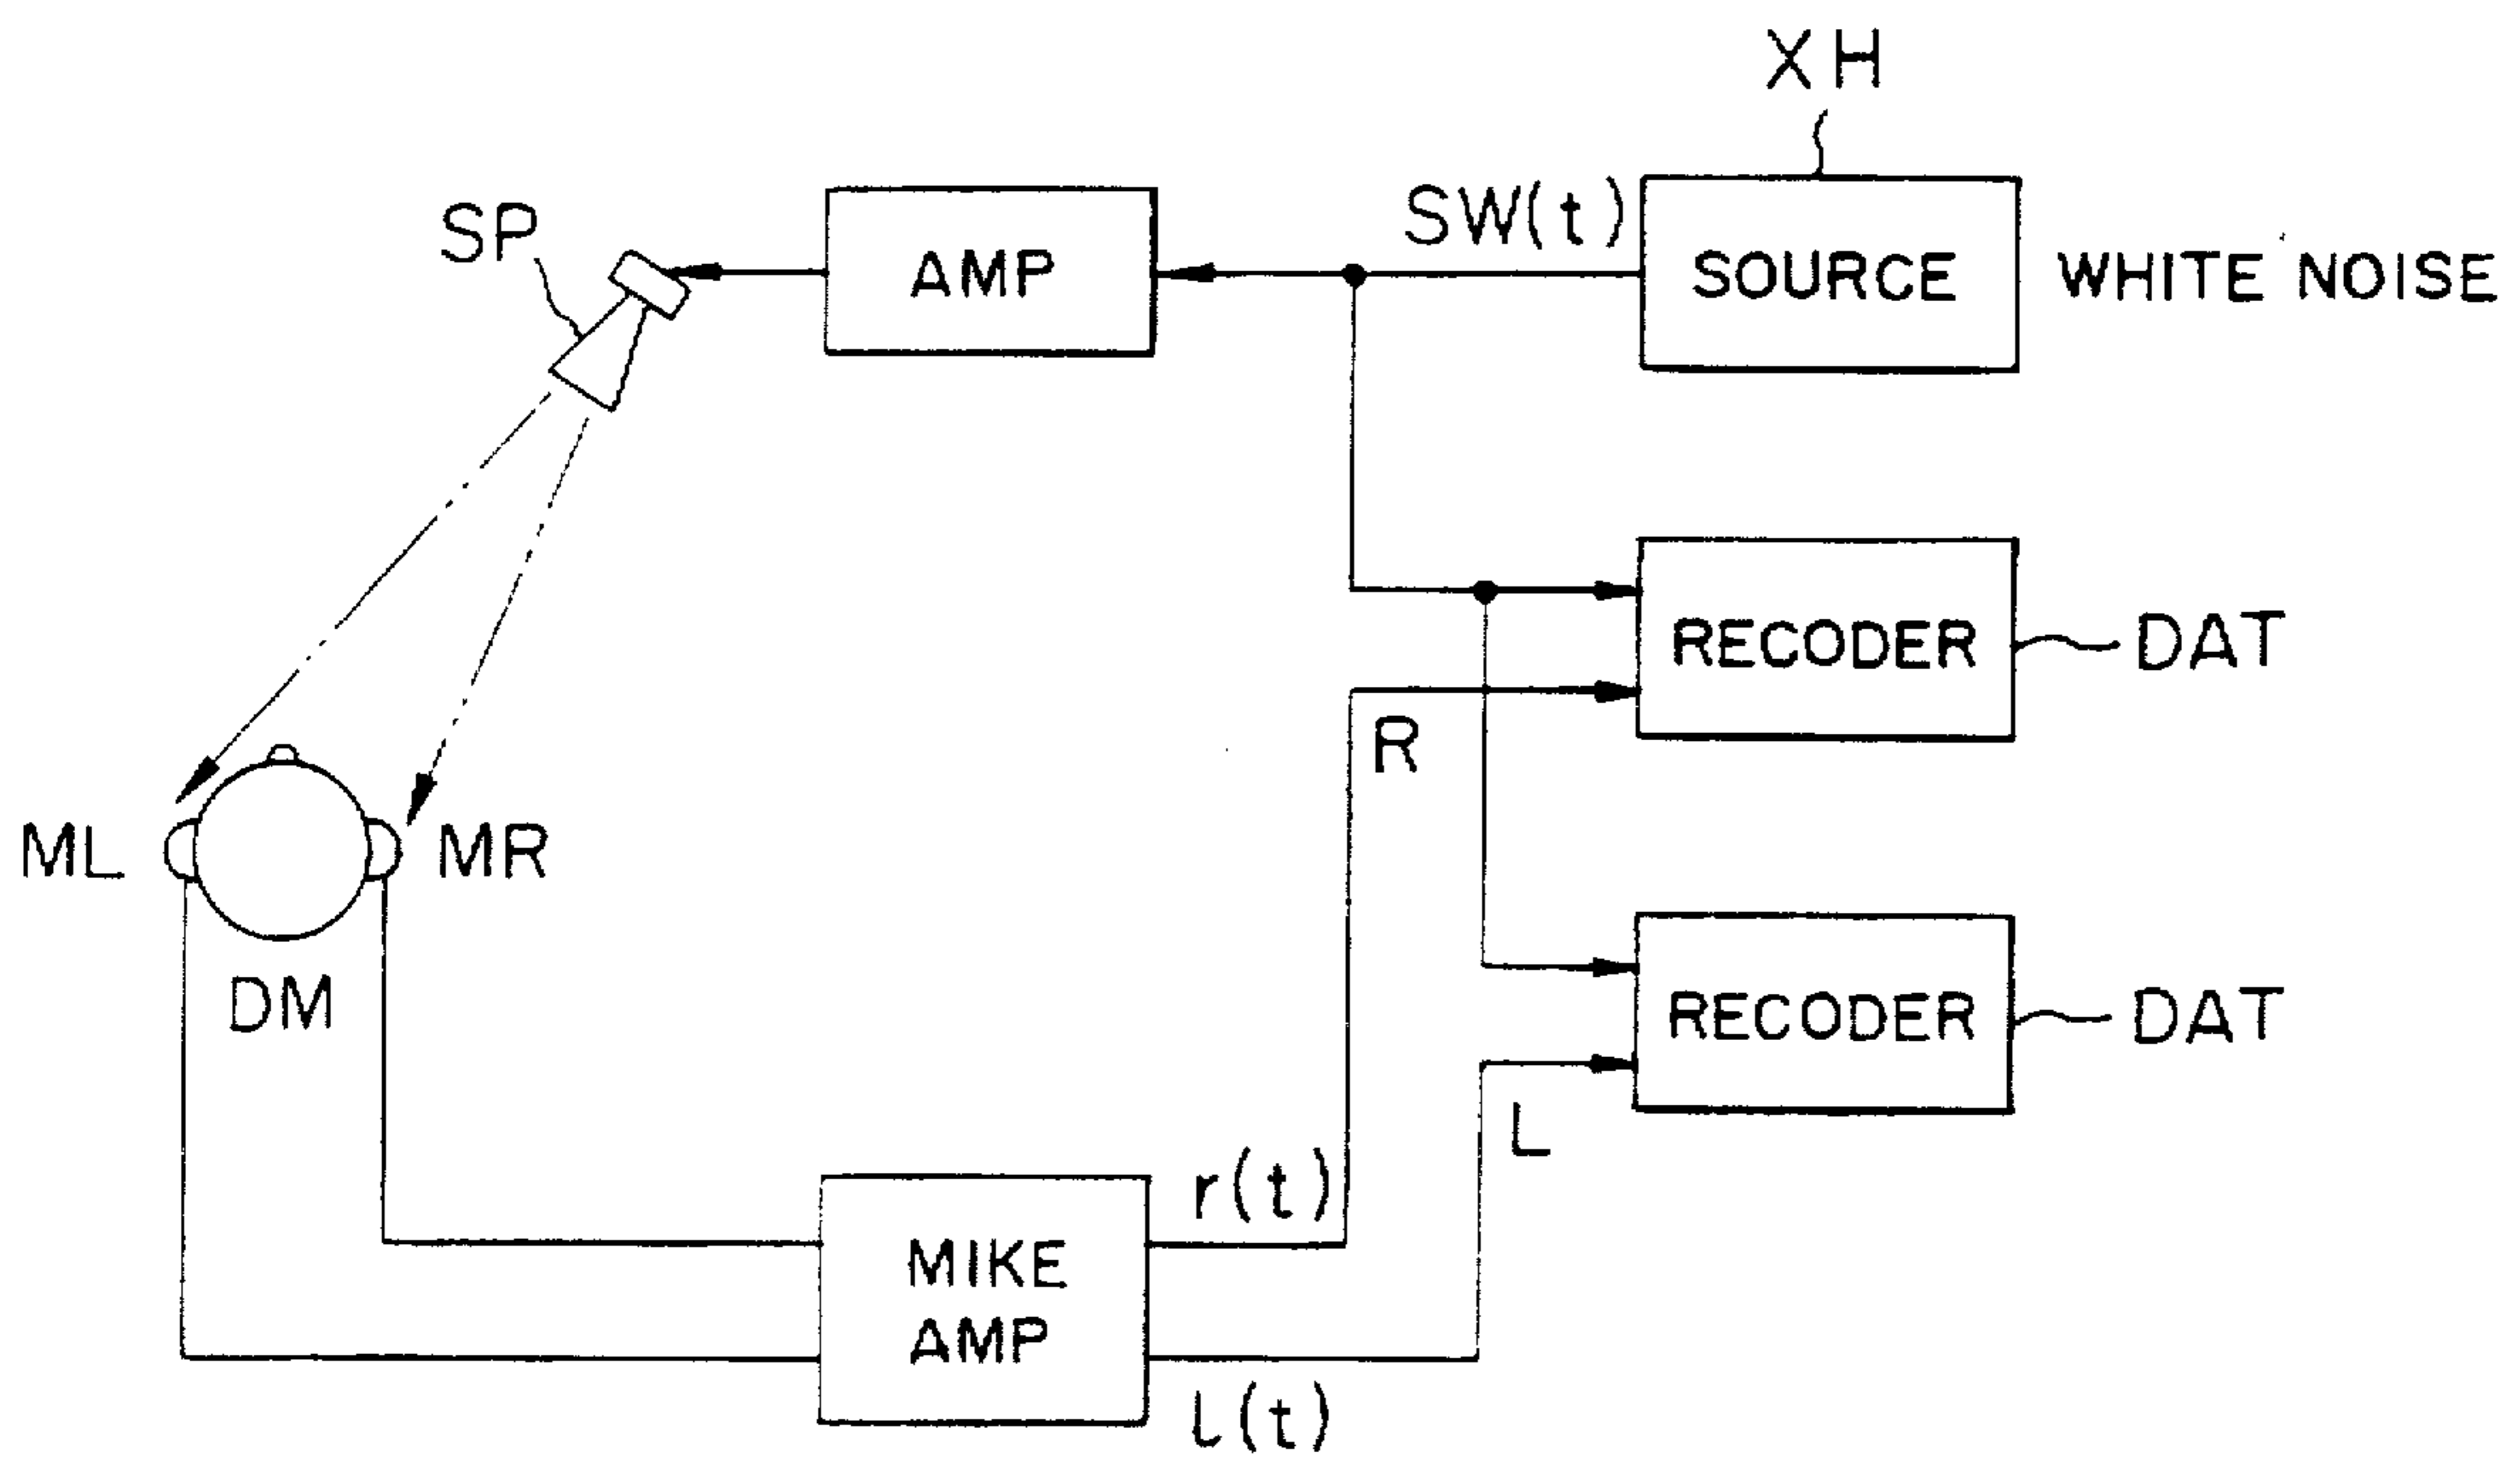 XH
SP
AMP
SW(t)
SOURCE
WHITE NOISE
RECODER
DAT
R
ML
MR
DM
RECODER
DAT
L
r(t)
MIKE
AMP
l(t)